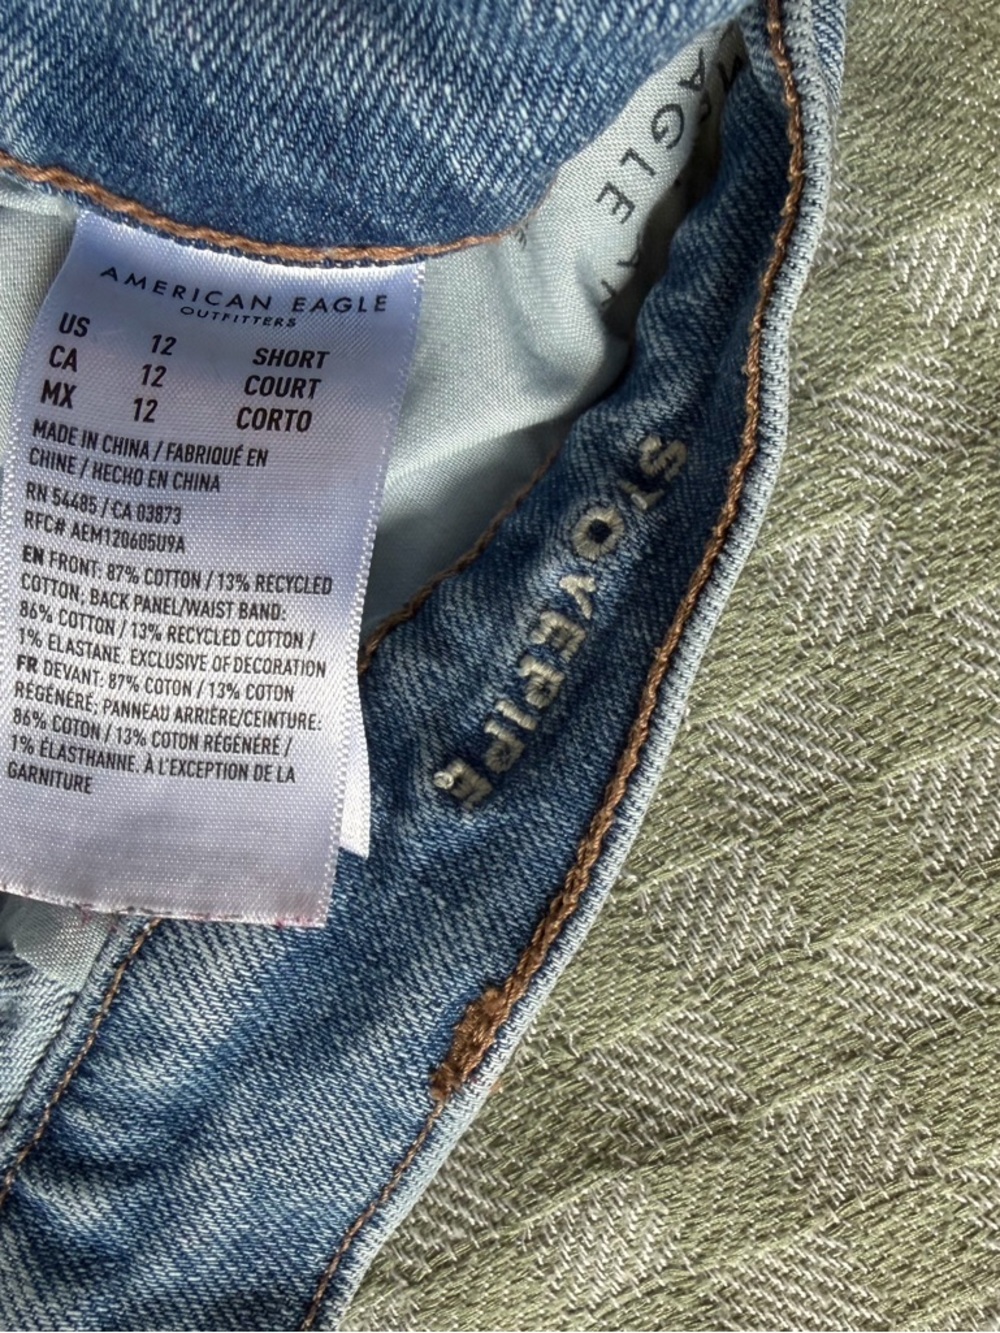 AMERICAN EAGLE
OUTFITTERS
US 12 SHORT
CA 12 COURT
MX 12 CORTO
MADE IN CHINA / FABRIQUÉ EN
CHINE / HECHO EN CHINA
RN 54485 / CA 03873
RFC# AEM120605U9A
EN FRONT: 87% COTTON / 13% RECYCLED
COTTON; BACK PANEL/WAIST BAND:
86% COTTON / 13% RECYCLED COTTON /
1% ELASTANE. EXCLUSIVE OF DECORATION
FR DEVANT: 87% COTON / 13% COTON
RÉGÉNÉRÉ; PANNEAU ARRIÈRE/CEINTURE:
86% COTON / 13% COTON RÉGÉNÉRÉ /
1% ÉLASTHANNE. À L'EXCEPTION DE LA
GARNITURE
STOVEPIPE
EAGLE